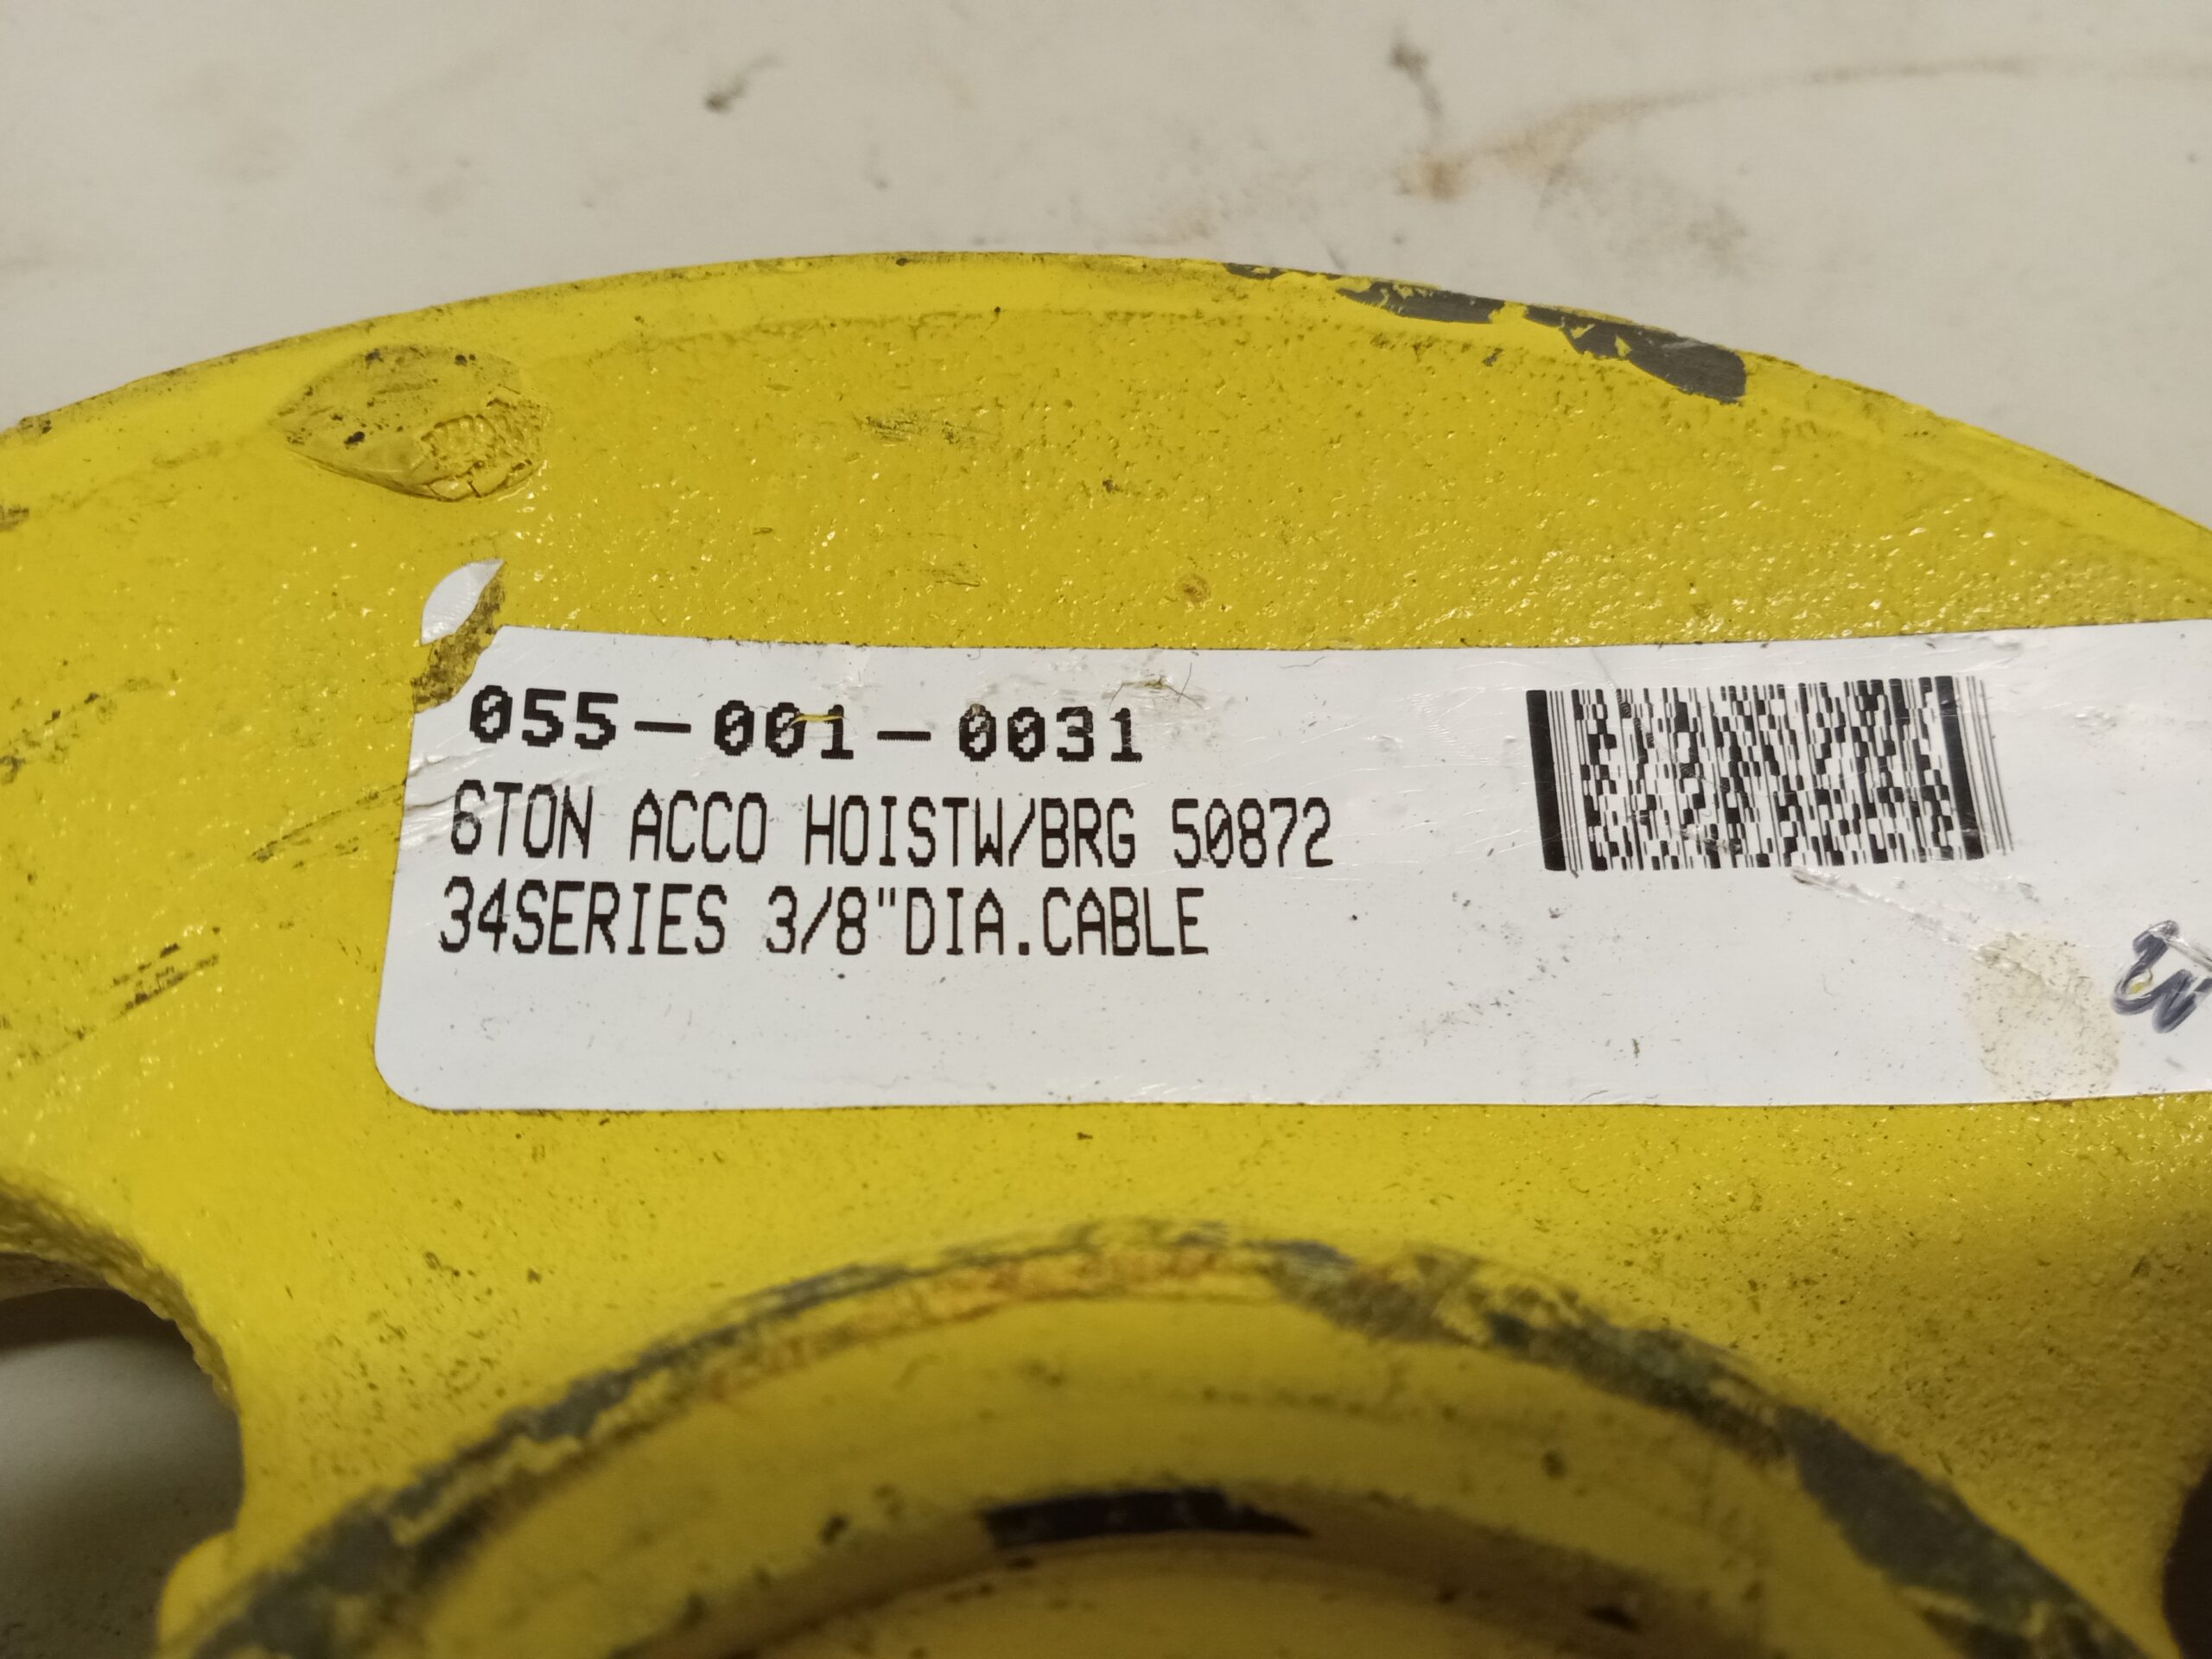 055-001-0031
6TON ACCO HOISTW/BRG 50872
34SERIES 3/8"DIA.CABLE